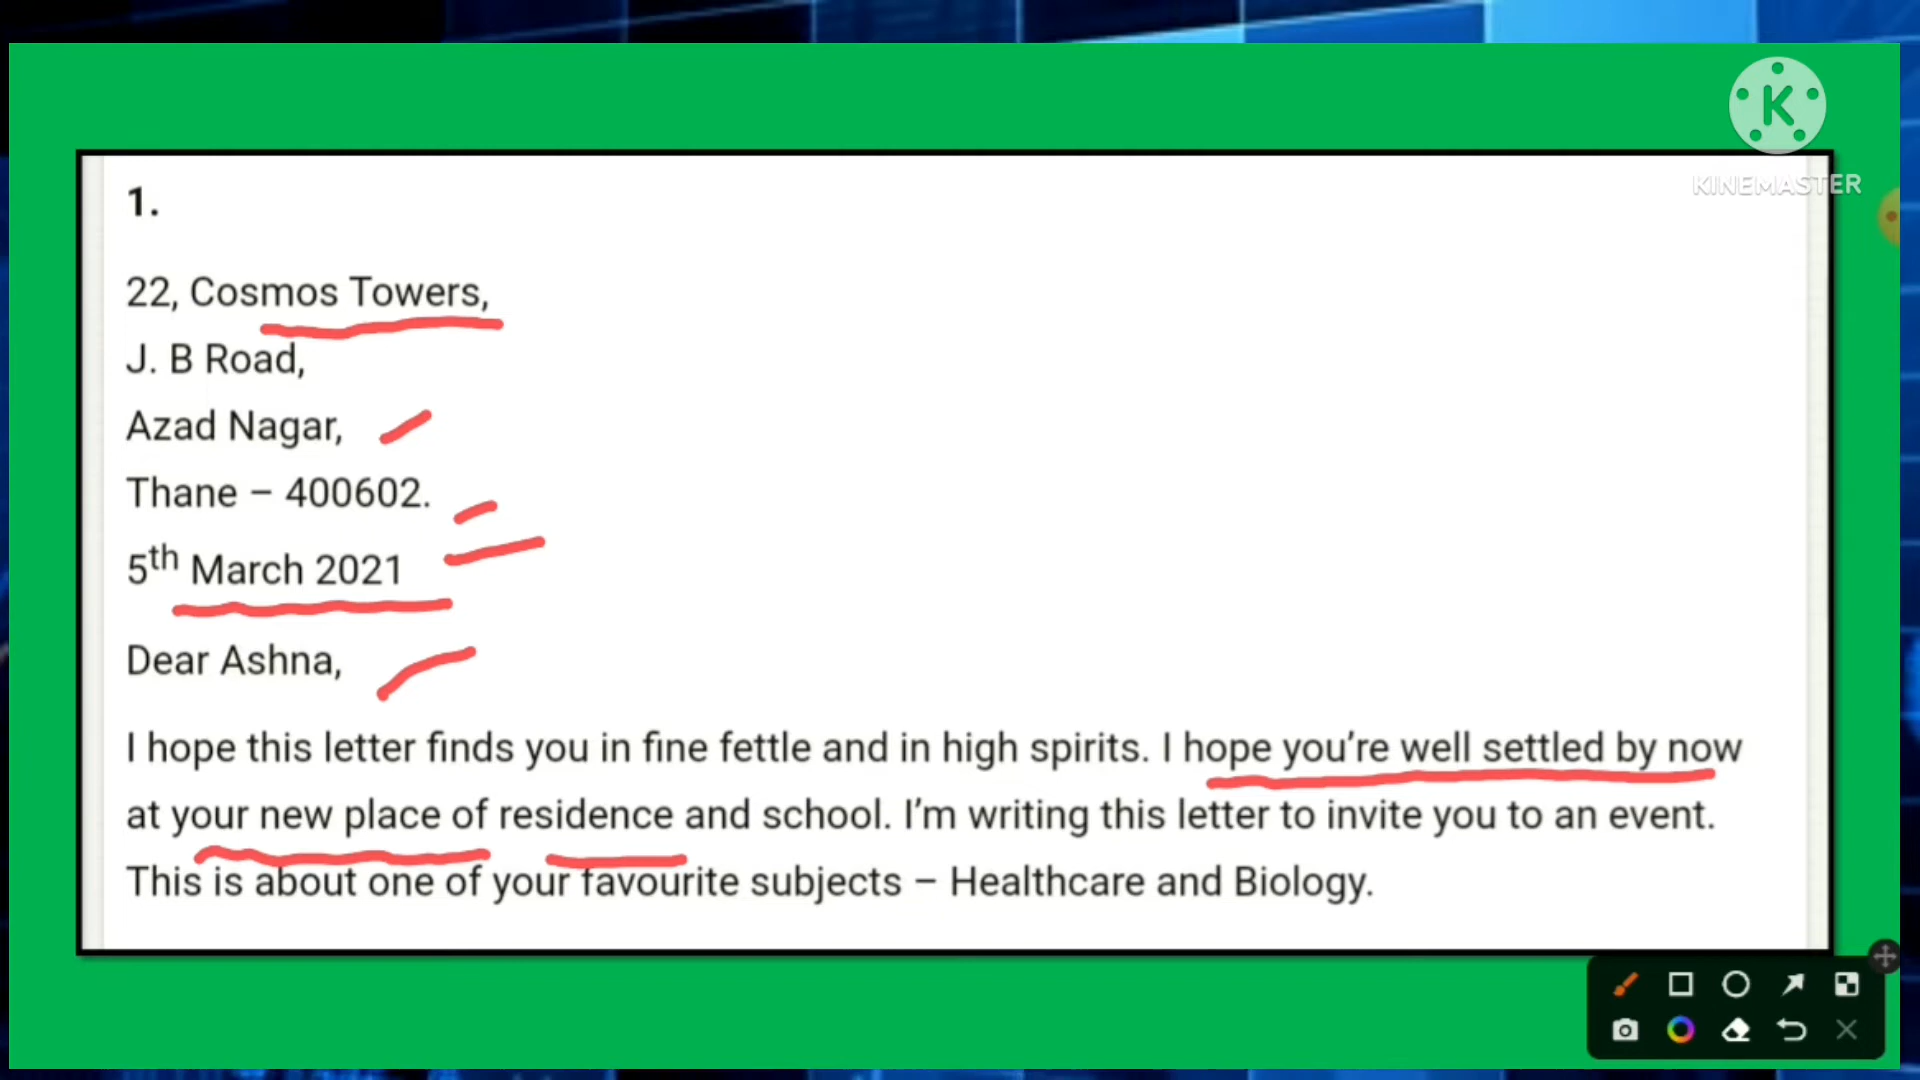 K
KINEMASTER
1.
22, Cosmos Towers,
J. B Road,
Azad Nagar,
Thane – 400602.
5th March 2021
Dear Ashna,
I hope this letter finds you in fine fettle and in high spirits. I hope you’re well settled by now
at your new place of residence and school. I’m writing this letter to invite you to an event.
This is about one of your favourite subjects – Healthcare and Biology.